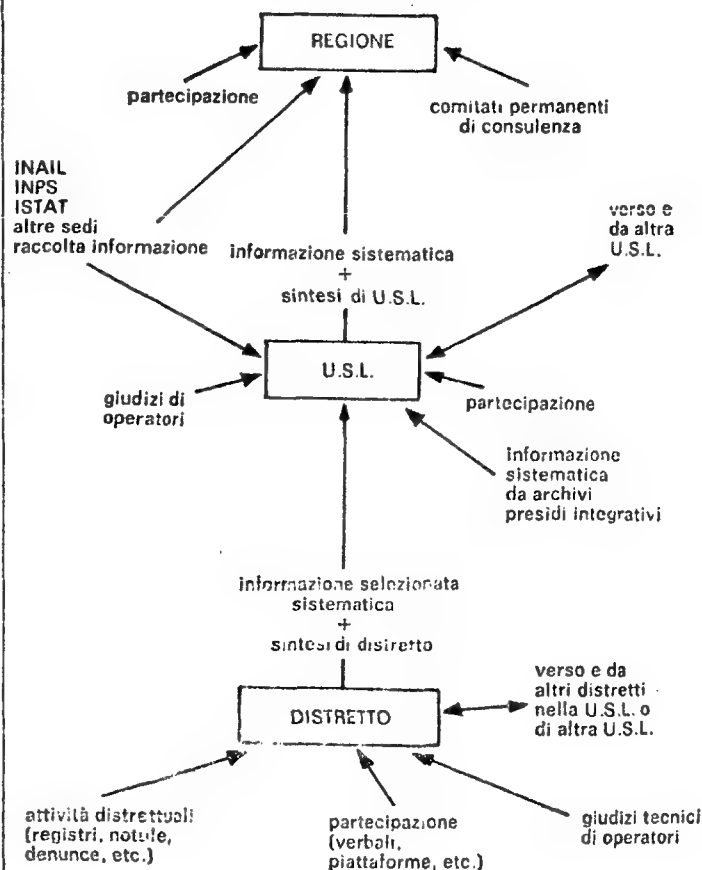 REGIONE
partecipazione
comitati permanenti
di consulenza
INAIL
INPS
ISTAT
altre sedi
raccolta informazione
informazione sistematica
+
sintesi di U.S.L.
verso e
da altra
U.S.L.
U.S.L.
giudizi di
operatori
partecipazione
informazione
sistematica
da archivi
presidi integrativi
informazione selezionata
sistematica
+
sintesi di distretto
DISTRETTO
verso e da
altri distretti
nella U.S.L. o
di altra U.S.L.
attività distrettuali
(registri, notule,
denunce, etc.)
partecipazione
(verbali,
piattaforme, etc.)
giudizi tecnici
di operatori